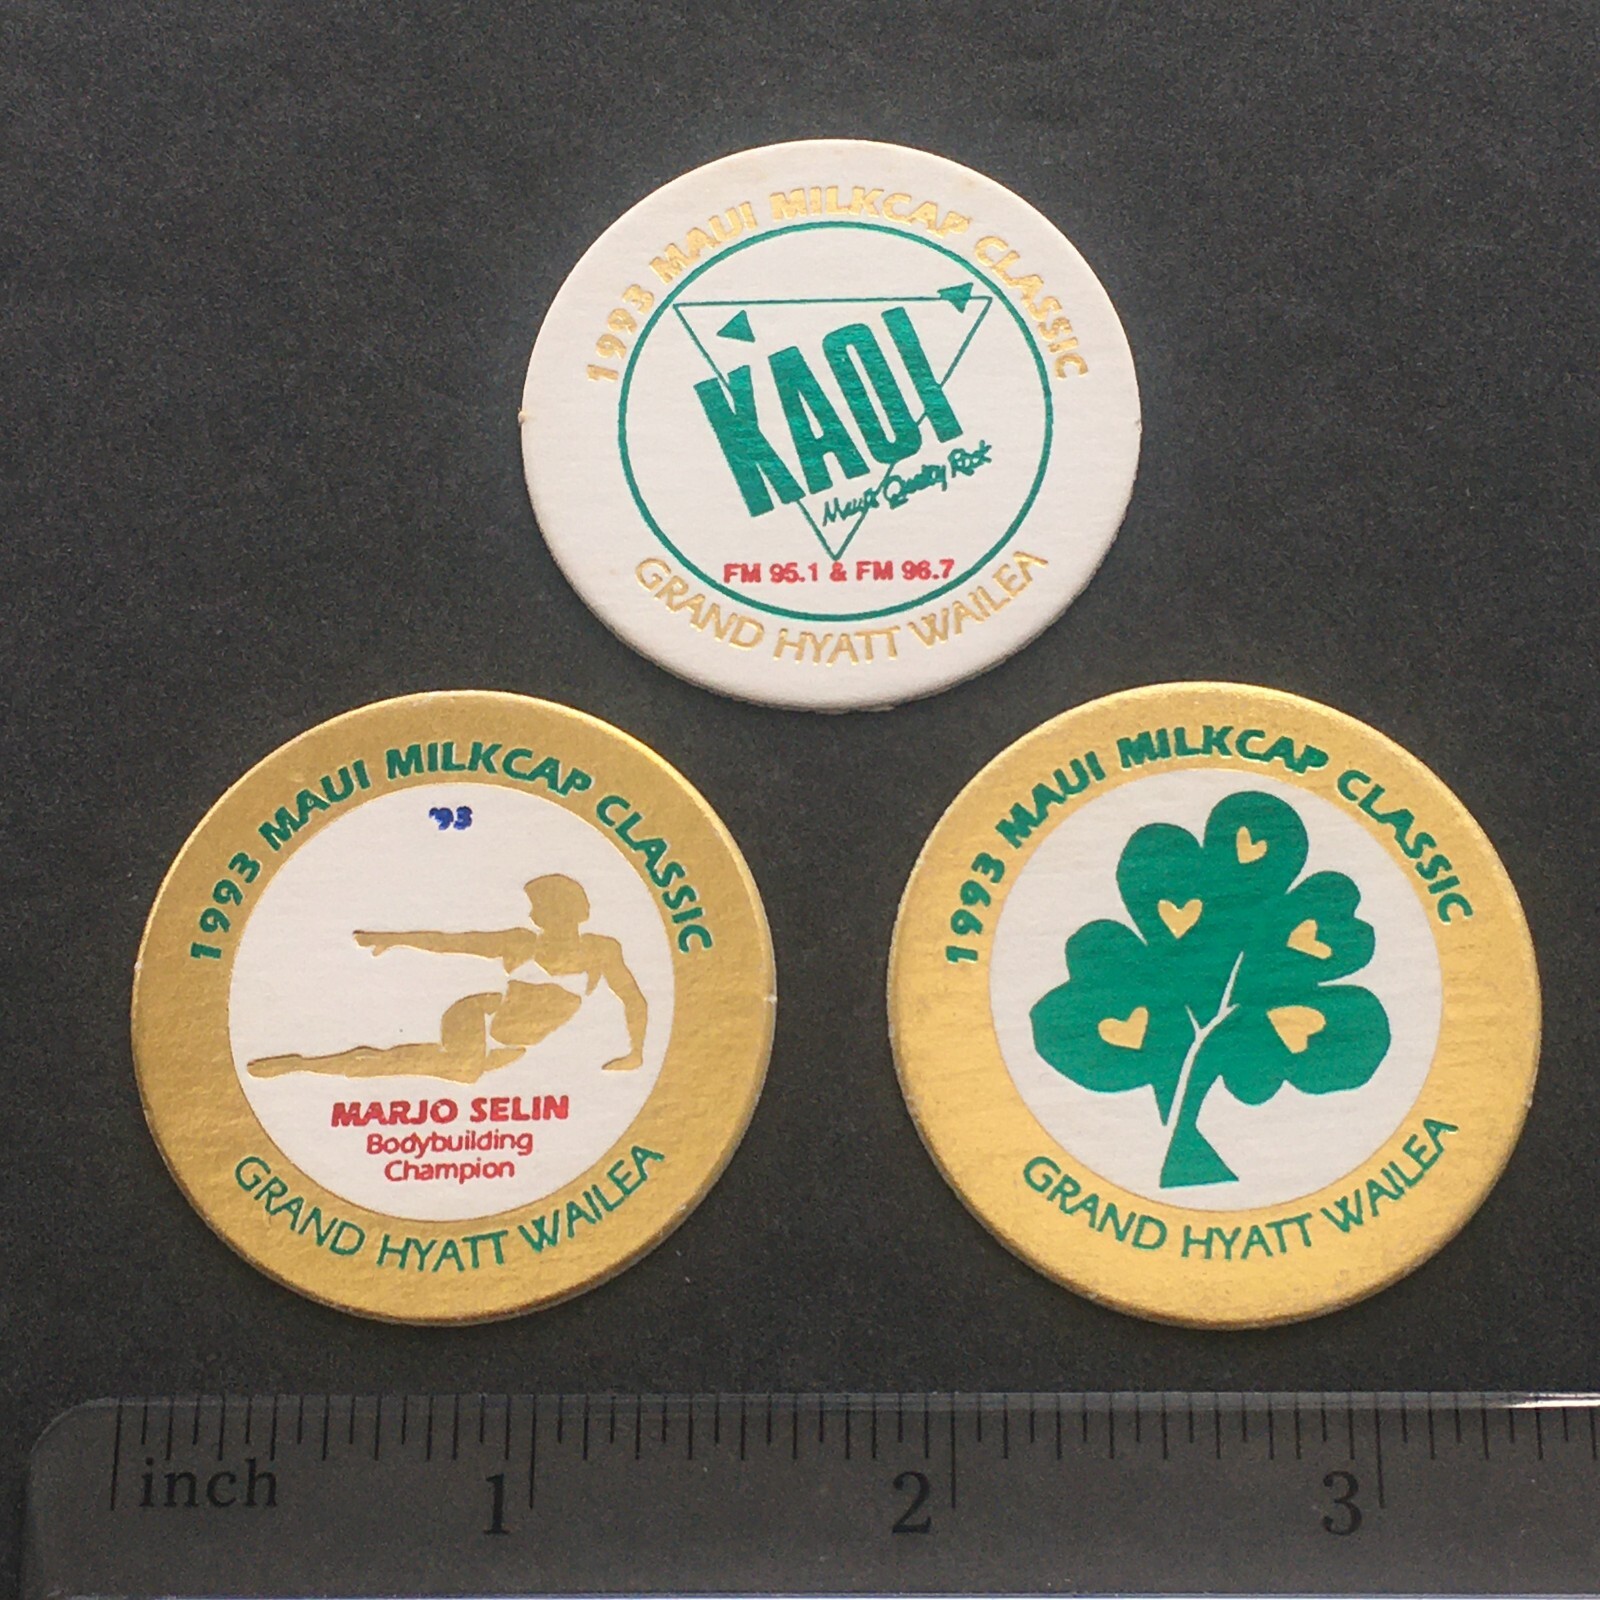 1993 MAUI MILKCAP CLASSIC
KAOI
Maui's Quality Rock
FM 95.1 & FM 96.7
GRAND HYATT WAILEA
1993 MAUI MILKCAP CLASSIC
'93
MARJO SELIN
Bodybuilding
Champion
GRAND HYATT WAILEA
1993 MAUI MILKCAP CLASSIC
GRAND HYATT WAILEA
inch 1 2 3